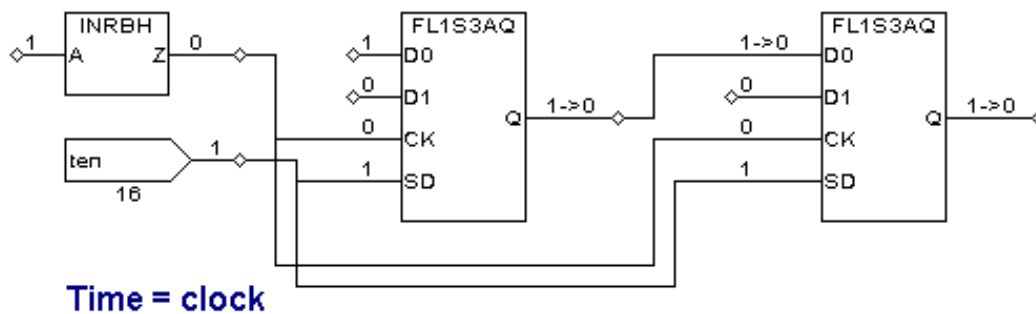 INRBH
1 A Z 0
ten 1
16
FL1S3AQ
1 D0
0 D1
Q 1->0
0 CK
1 SD
FL1S3AQ
1->0 D0
0 D1
Q 1->0
0 CK
1 SD
Time = clock